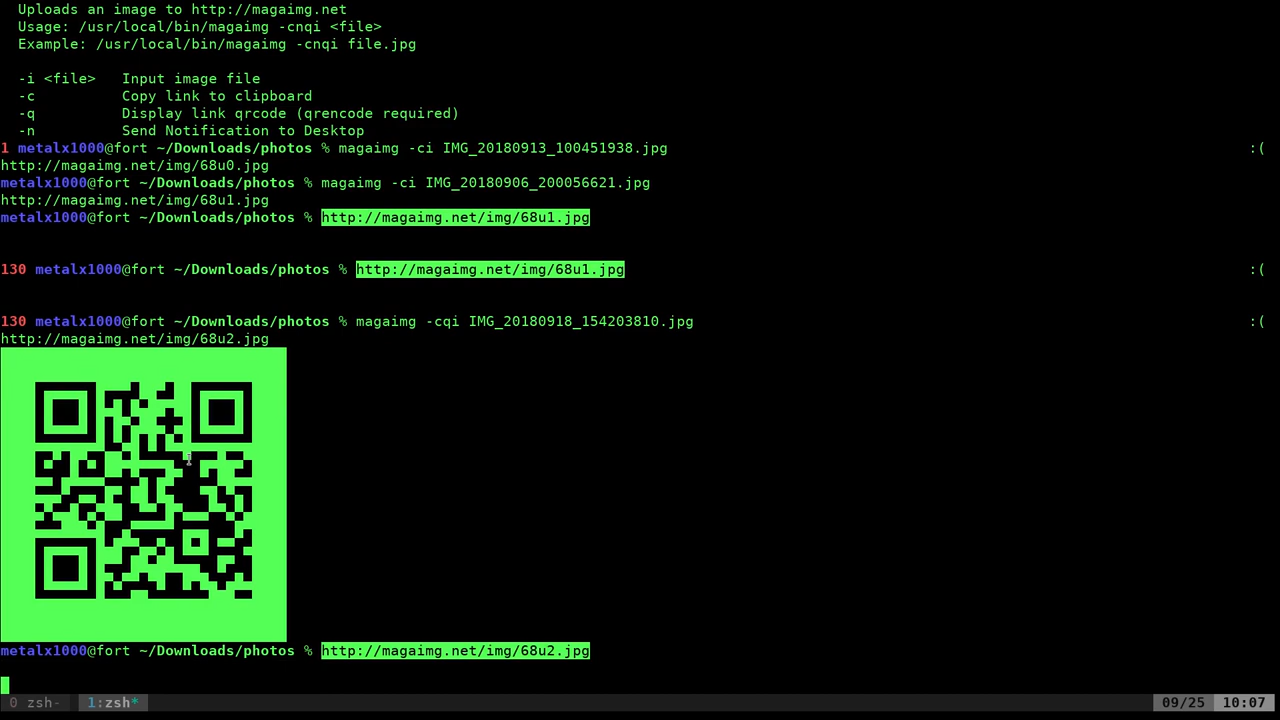 Uploads an image to http://magaimg.net
Usage: /usr/local/bin/magaimg -cnqi <file>
Example: /usr/local/bin/magaimg -cnqi file.jpg
-i <file>   Input image file
-c          Copy link to clipboard
-q          Display link qrcode (qrencode required)
-n          Send Notification to Desktop
1 metalx1000@fort ~/Downloads/photos % magaimg -ci IMG_20180913_100451938.jpg :(
http://magaimg.net/img/68u0.jpg
metalx1000@fort ~/Downloads/photos % magaimg -ci IMG_20180906_200056621.jpg
http://magaimg.net/img/68u1.jpg
metalx1000@fort ~/Downloads/photos % http://magaimg.net/img/68u1.jpg
130 metalx1000@fort ~/Downloads/photos % http://magaimg.net/img/68u1.jpg :(
130 metalx1000@fort ~/Downloads/photos % magaimg -cqi IMG_20180918_154203810.jpg :(
http://magaimg.net/img/68u2.jpg
metalx1000@fort ~/Downloads/photos % http://magaimg.net/img/68u2.jpg
0 zsh- 1:zsh* 09/25 10:07